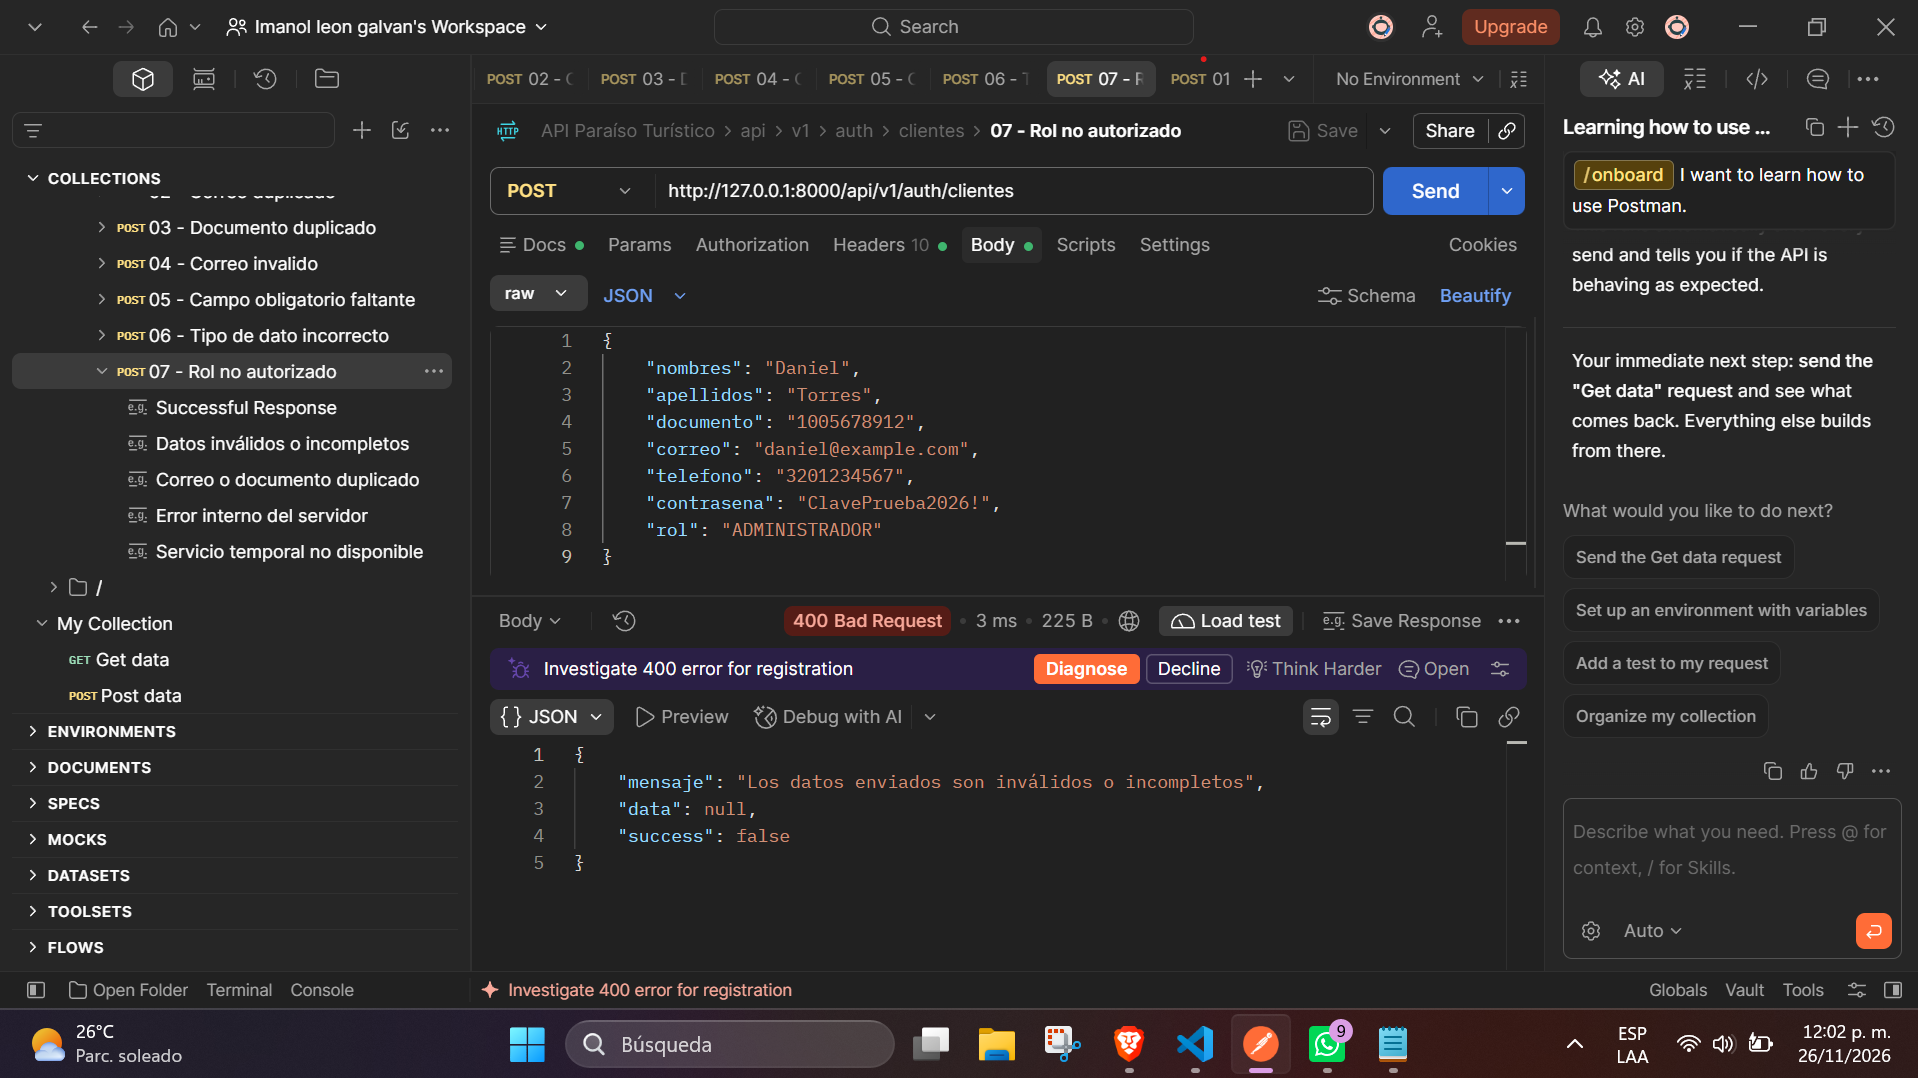 Imanol leon galvan's Workspace
Search
Upgrade
COLLECTIONS
02 - Correo duplicado
POST 03 - Documento duplicado
POST 04 - Correo invalido
POST 05 - Campo obligatorio faltante
POST 06 - Tipo de dato incorrecto
POST 07 - Rol no autorizado
e.g. Successful Response
e.g. Datos inválidos o incompletos
e.g. Correo o documento duplicado
e.g. Error interno del servidor
e.g. Servicio temporal no disponible
/
My Collection
GET Get data
POST Post data
ENVIRONMENTS
DOCUMENTS
SPECS
MOCKS
DATASETS
TOOLSETS
FLOWS
POST 02 - POST 03 - POST 04 - POST 05 - POST 06 - POST 07 - POST 01
No Environment
HTTP API Paraíso Turístico > api > v1 > auth > clientes > 07 - Rol no autorizado
Save
Share
POST
http://127.0.0.1:8000/api/v1/auth/clientes
Send
Docs Params Authorization Headers 10 Body Scripts Settings
Cookies
raw
JSON
Schema
Beautify
1 {
2 "nombres": "Daniel",
3 "apellidos": "Torres",
4 "documento": "1005678912",
5 "correo": "daniel@example.com",
6 "telefono": "3201234567",
7 "contrasena": "ClavePrueba2026!",
8 "rol": "ADMINISTRADOR"
9 }
Body
400 Bad Request • 3 ms • 225 B
Load test
e.g. Save Response
Investigate 400 error for registration
Diagnose
Decline
Think Harder
Open
{} JSON
Preview
Debug with AI
1 {
2 "mensaje": "Los datos enviados son inválidos o incompletos",
3 "data": null,
4 "success": false
5 }
AI
Learning how to use ...
/onboard I want to learn how to
use Postman.
send and tells you if the API is
behaving as expected.
Your immediate next step: send the
"Get data" request and see what
comes back. Everything else builds
from there.
What would you like to do next?
Send the Get data request
Set up an environment with variables
Add a test to my request
Organize my collection
Describe what you need. Press @ for
context, / for Skills.
Auto
Open Folder
Terminal
Console
Investigate 400 error for registration
Globals
Vault
Tools
26°C
Parc. soleado
Búsqueda
9
ESP
LAA
12:02 p. m.
26/11/2026